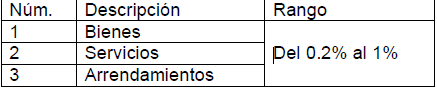 Núm. Descripción Rango
1 Bienes
2 Servicios Del 0.2% al 1%
3 Arrendamientos